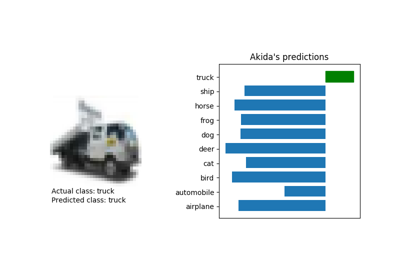 Akida's predictions
truck
ship
horse
frog
dog
deer
cat
bird
automobile
airplane
Actual class: truck
Predicted class: truck